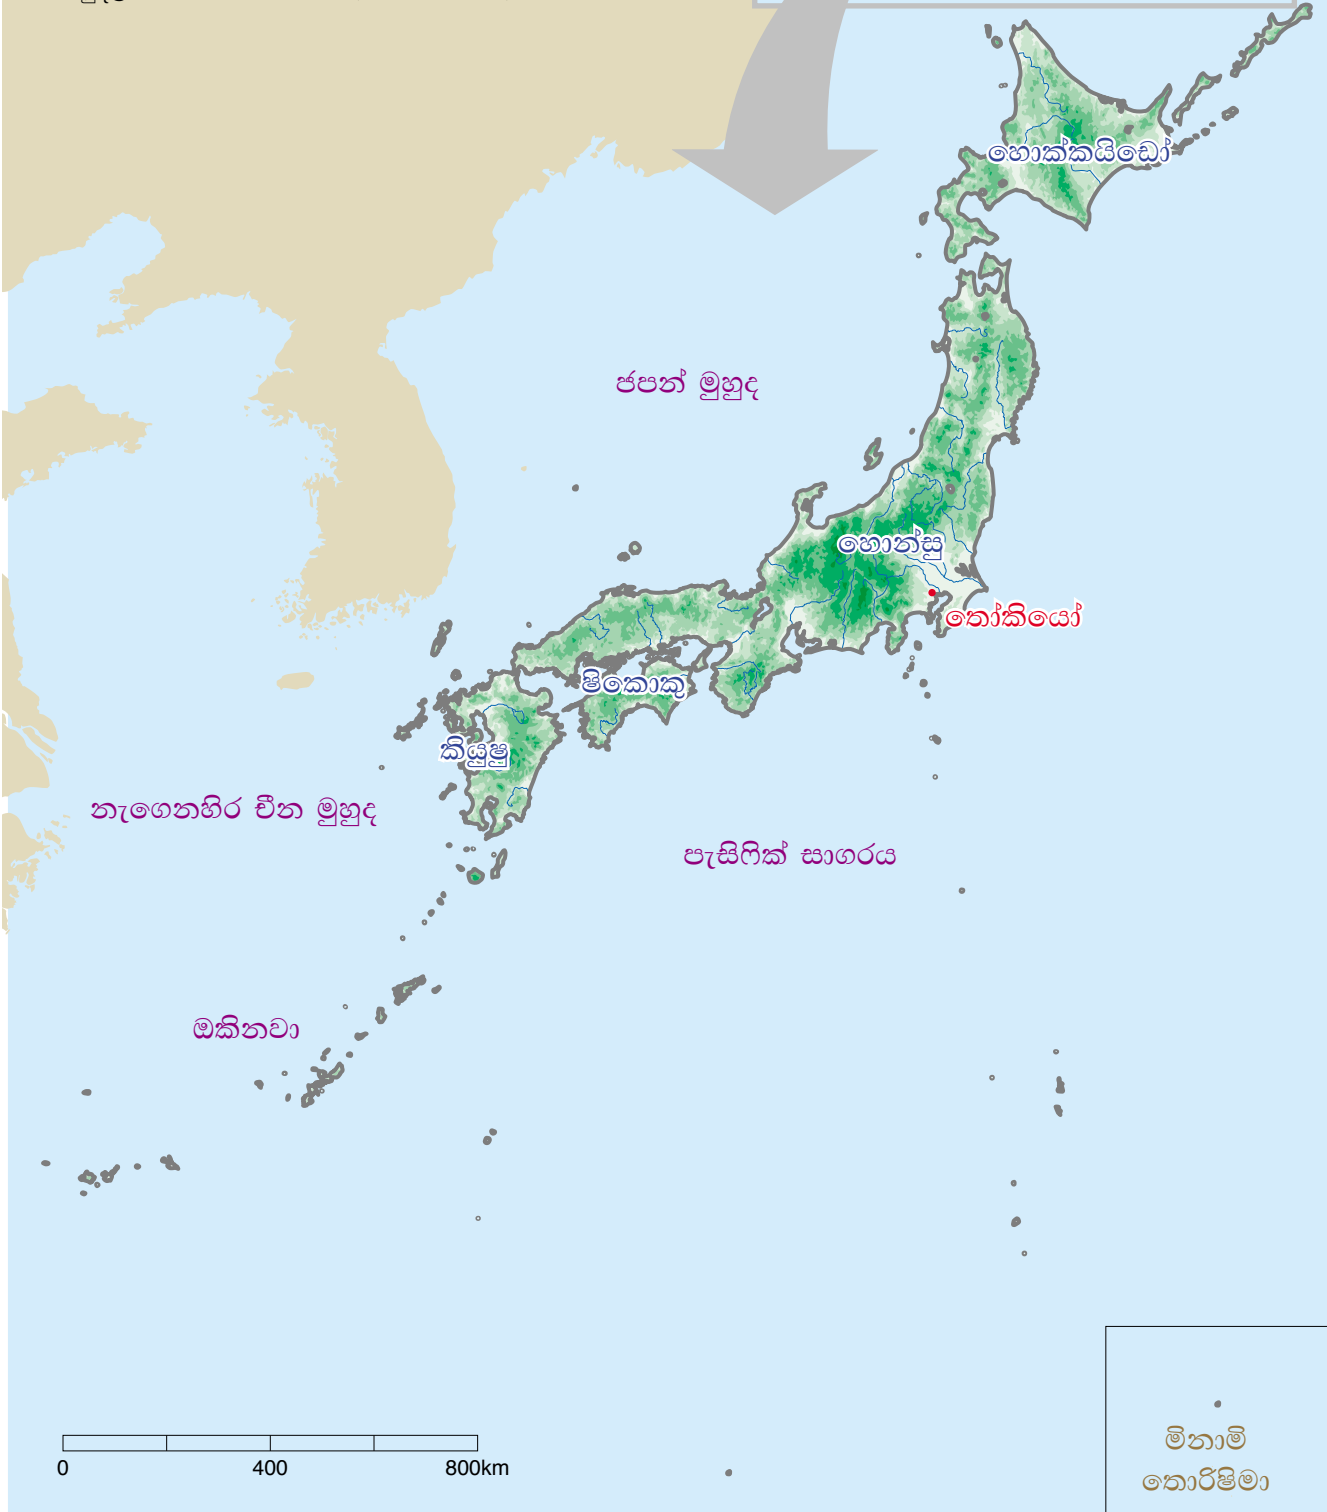 හොක්කයිඩෝ
ජපන් මුහුද
හොන්සු
තෝකියෝ
ෂිකොකු
කියුෂු
නැගෙනහිර චීන මුහුද
පැසිෆික් සාගරය
ඔකිනවා
0 400 800km
මිනාමි
තොරිෂිමා